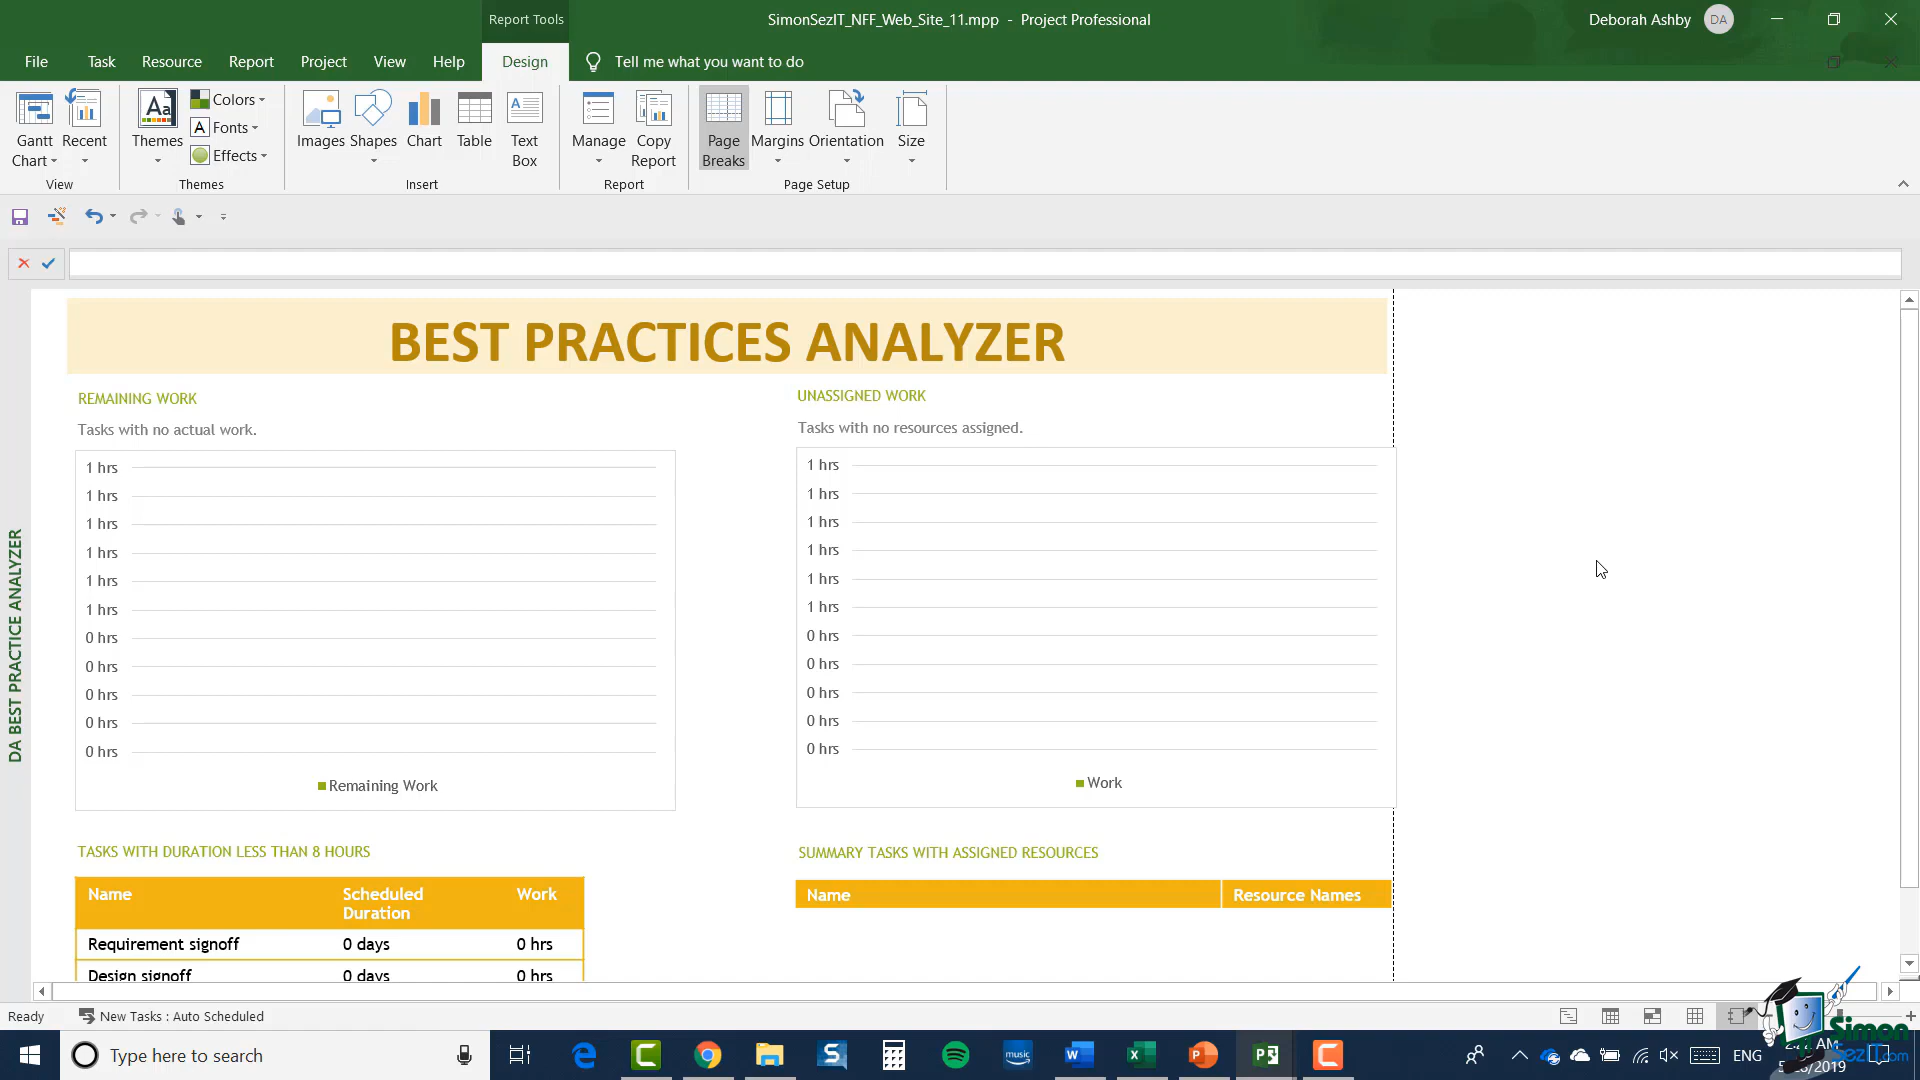 Report Tools
SimonSezIT_NFF_Web_Site_11.mpp - Project Professional
Deborah Ashby
DA
File
Task
Resource
Report
Project
View
Help
Design
Tell me what you want to do
Gantt Chart
Recent
View
Aa
Themes
Colors
A
Fonts
Effects
Themes
Images
Shapes
Chart
Table
A
Text Box
Insert
Manage
Copy Report
Report
Page Breaks
Margins
Orientation
Size
Page Setup
DA BEST PRACTICE ANALYZER
BEST PRACTICES ANALYZER
REMAINING WORK
Tasks with no actual work.
1 hrs
1 hrs
1 hrs
1 hrs
1 hrs
1 hrs
0 hrs
0 hrs
0 hrs
0 hrs
0 hrs
Remaining Work
UNASSIGNED WORK
Tasks with no resources assigned.
1 hrs
1 hrs
1 hrs
1 hrs
1 hrs
1 hrs
0 hrs
0 hrs
0 hrs
0 hrs
0 hrs
Work
TASKS WITH DURATION LESS THAN 8 HOURS
Name Scheduled Duration Work
Requirement signoff 0 days 0 hrs
Design signoff 0 days 0 hrs
SUMMARY TASKS WITH ASSIGNED RESOURCES
Name Resource Names
Ready
New Tasks : Auto Scheduled
Simon
SezIT.com
Type here to search
music
ENG